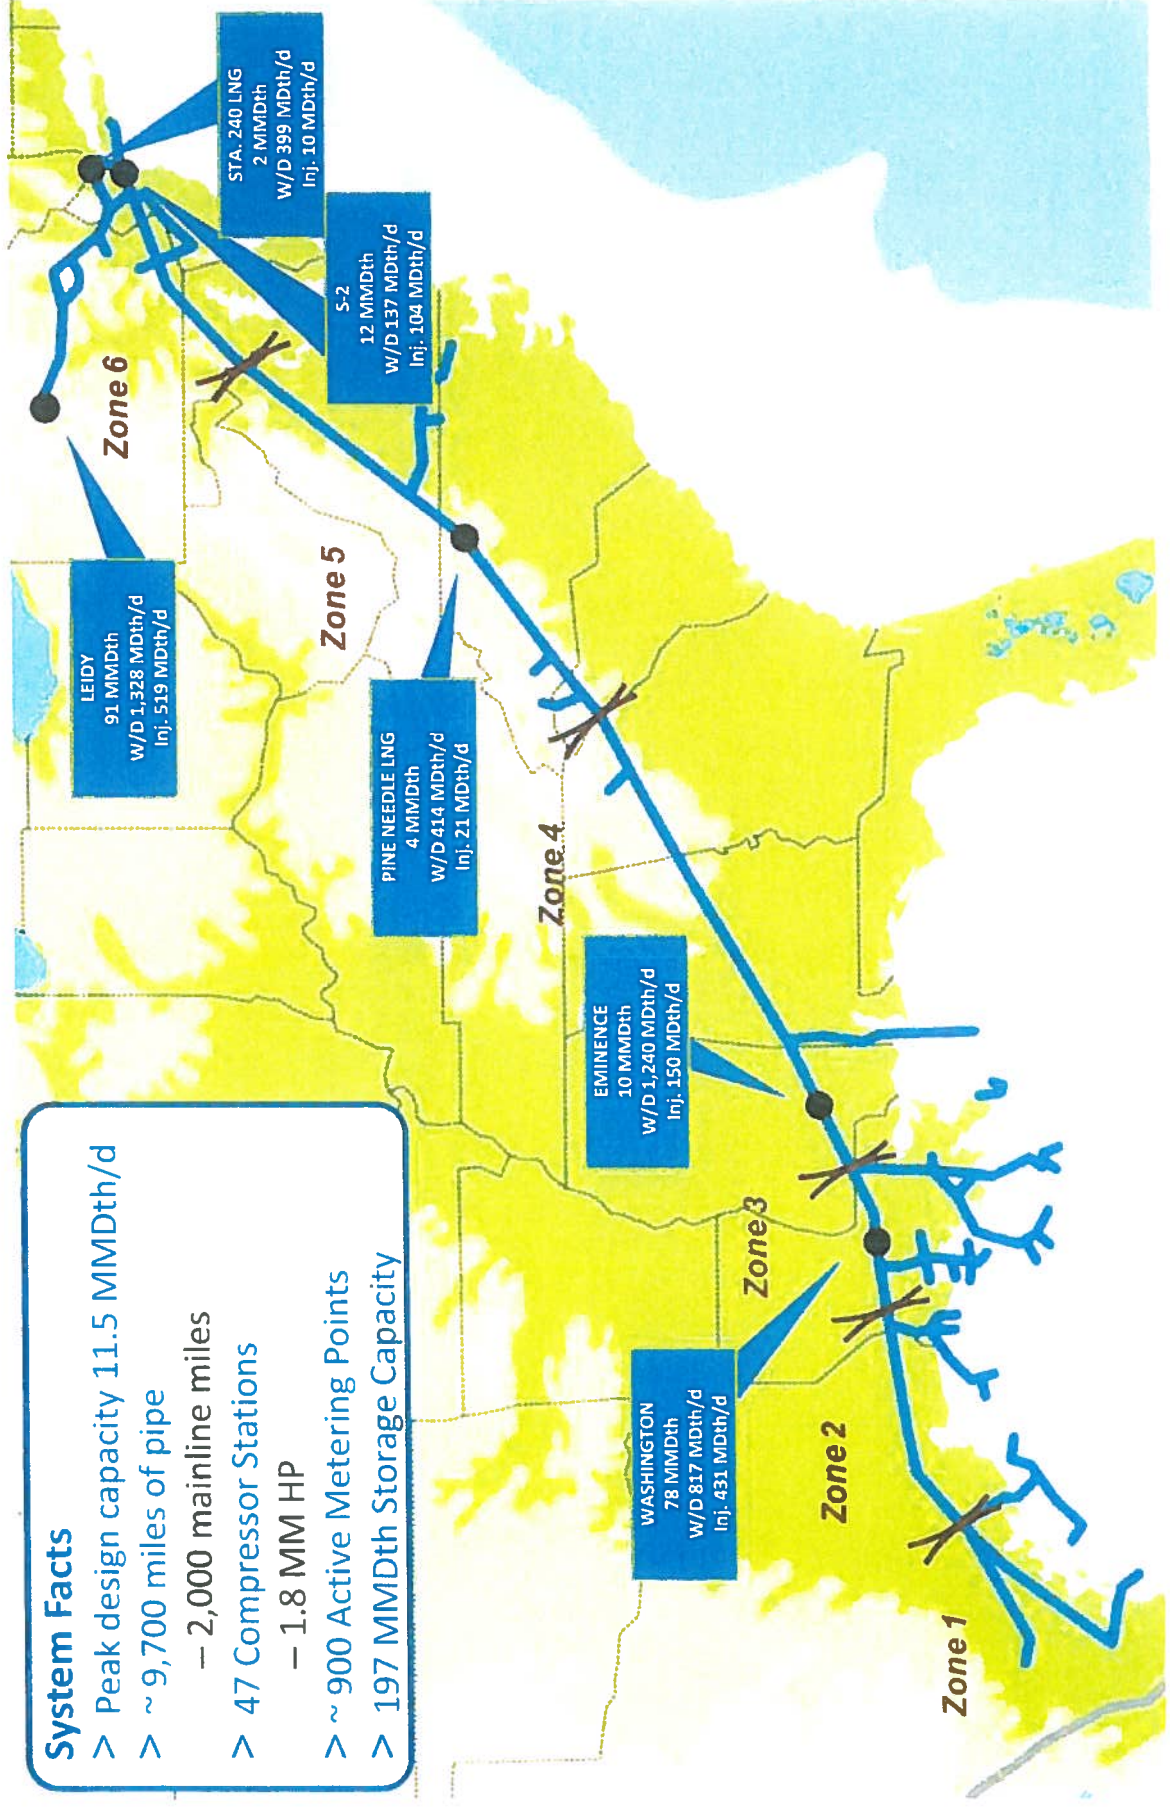 System Facts
> Peak design capacity 11.5 MMDth/d
> ~ 9,700 miles of pipe
– 2,000 mainline miles
> 47 Compressor Stations
– 1.8 MM HP
> ~ 900 Active Metering Points
> 197 MMDth Storage Capacity
LEIDY
91 MMDth
W/D 1,328 MDth/d
Inj. 519 MDth/d
Zone 6
STA. 240 LNG
2 MMDth
W/D 399 MDth/d
Inj. 10 MDth/d
S-2
12 MMDth
W/D 137 MDth/d
Inj. 104 MDth/d
Zone 5
PINE NEEDLE LNG
4 MMDth
W/D 414 MDth/d
Inj. 21 MDth/d
Zone 4
EMINENCE
10 MMDth
W/D 1,240 MDth/d
Inj. 150 MDth/d
Zone 3
WASHINGTON
78 MMDth
W/D 817 MDth/d
Inj. 431 MDth/d
Zone 2
Zone 1